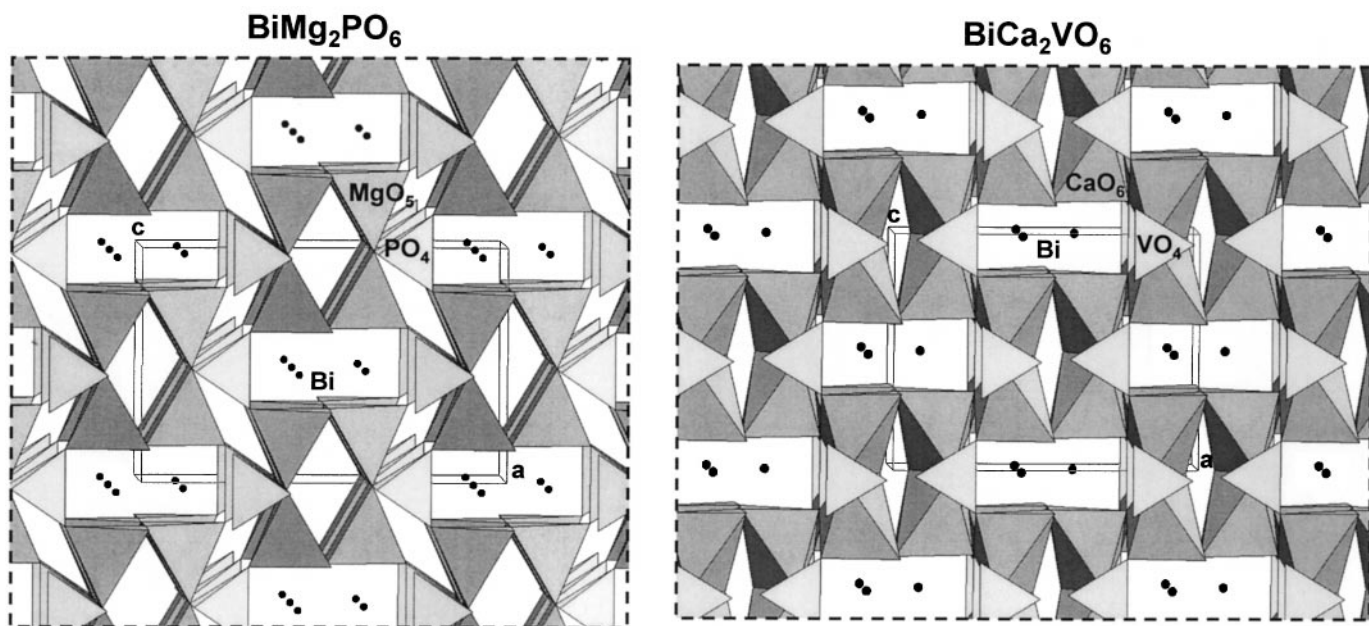 BiMg₂PO₆
MgO₅
c
PO₄
Bi
a
BiCa₂VO₆
CaO₆
c
Bi
VO₄
a